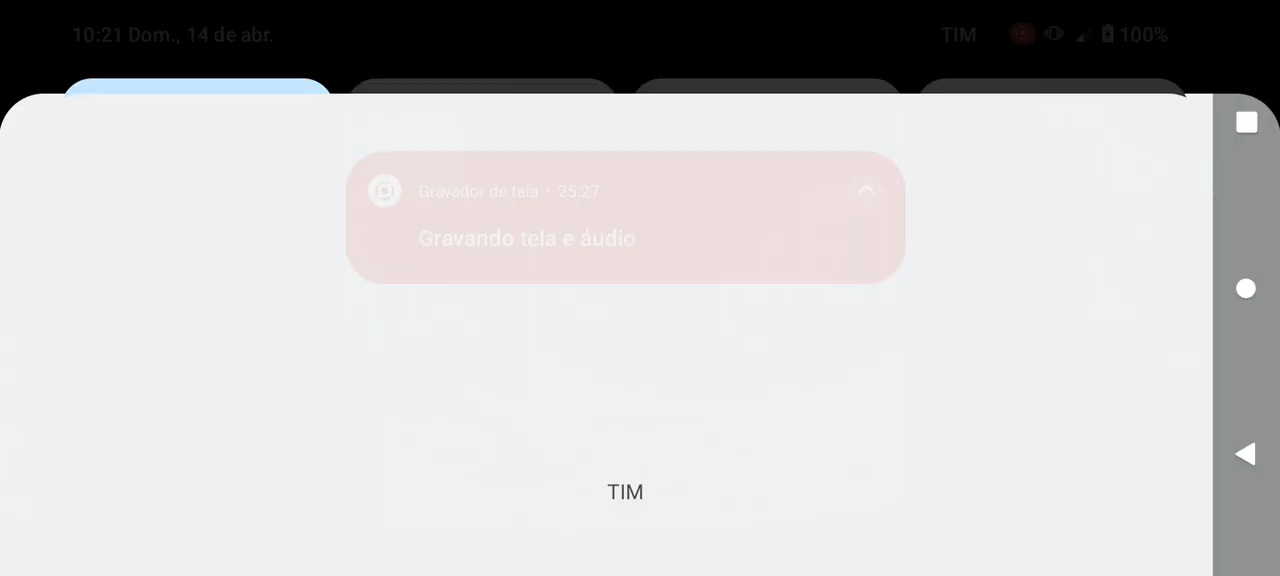 10:21 Dom., 14 de abr.
TIM 100%
Gravador de tela • 25:27
Gravando tela e áudio
TIM